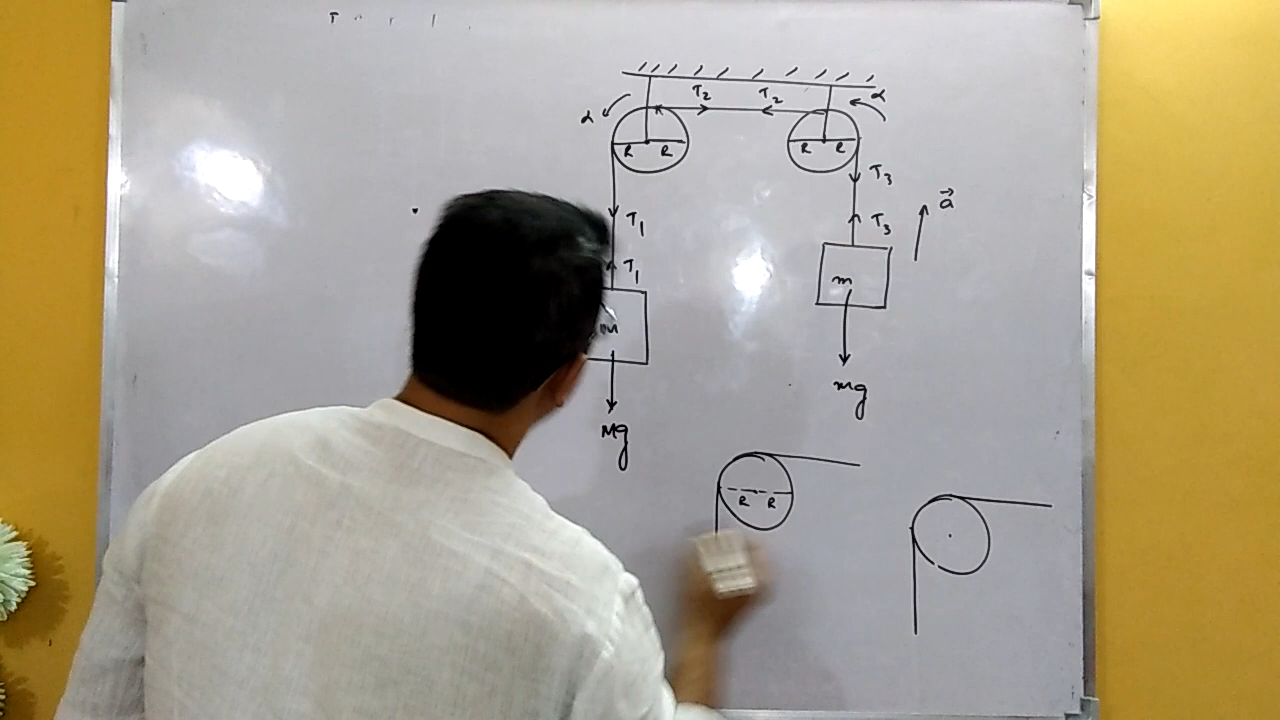 T₂ T₂ α
α
R R R R
T₃
a⃗
T₁ T₃
T₁
m
mg
Mg
R R